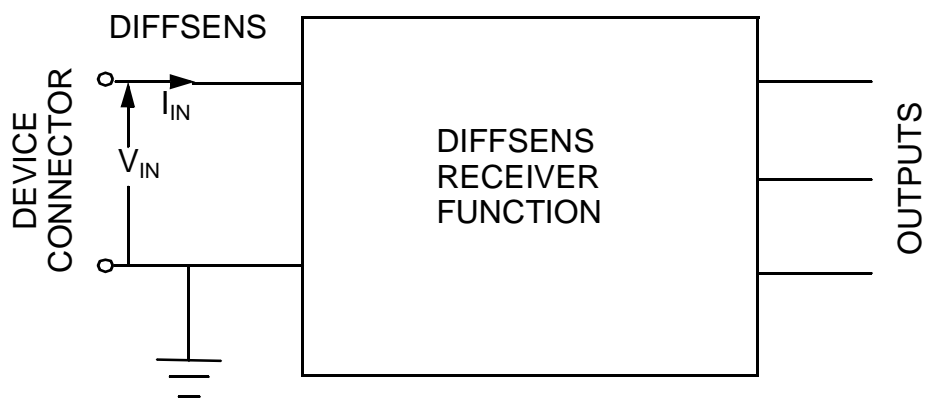 DIFFSENS
DEVICE
CONNECTOR
IIN
VIN
DIFFSENS
RECEIVER
FUNCTION
OUTPUTS